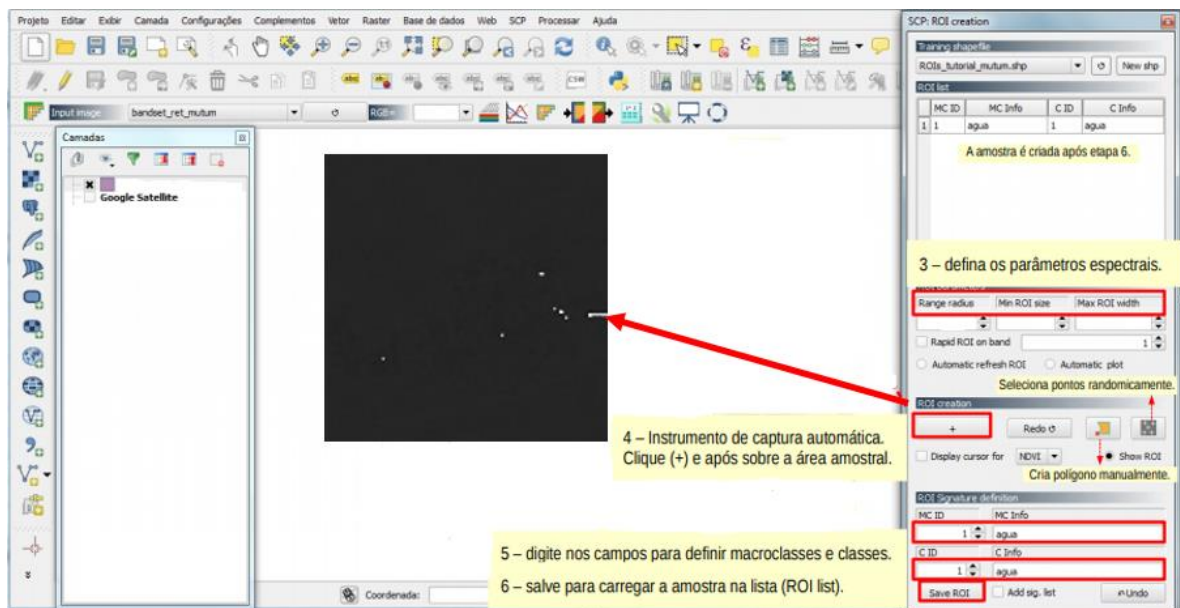 Projeto Editar Exibir Camada Configurações Complementos Vetor Raster Base de dados Web SCP Processar Ajuda
SCP: ROI creation
Training shapefile
ROIs_tutorial_mutum.shp
New shp
ROI list
MC ID MC Info C ID C Info
1 1 agua 1 agua
A amostra é criada após etapa 6.
abc
CSW
Input image bandset_ret_mutum RGB=
Camadas
Google Satellite
3 – defina os parâmetros espectrais.
Range radius Min ROI size Max ROI width
Rapid ROI on band 1
Automatic refresh ROI Automatic plot
Seleciona pontos randomicamente.
ROI creation
+ Redo
Display cursor for NDVI Show ROI
Cria polígono manualmente.
4 – Instrumento de captura automática.
Clique (+) e após sobre a área amostral.
ROI Signature definition
MC ID MC Info
1 agua
C ID C Info
1 agua
Save ROI Add sig. list Undo
5 – digite nos campos para definir macroclasses e classes.
6 – salve para carregar a amostra na lista (ROI list).
Coordenada: